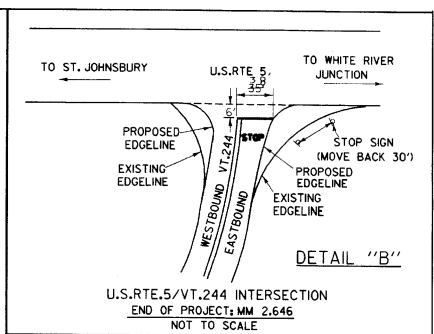 TO ST. JOHNSBURY
U.S.RTE 5,
TO WHITE RIVER
JUNCTION
6'
STOP
PROPOSED
EDGELINE
EXISTING
EDGELINE
WESTBOUND VT.244
EASTBOUND
STOP SIGN
(MOVE BACK 30')
PROPOSED
EDGELINE
EXISTING
EDGELINE
DETAIL "B"
U.S.RTE.5/VT.244 INTERSECTION
END OF PROJECT: MM 2.646
NOT TO SCALE